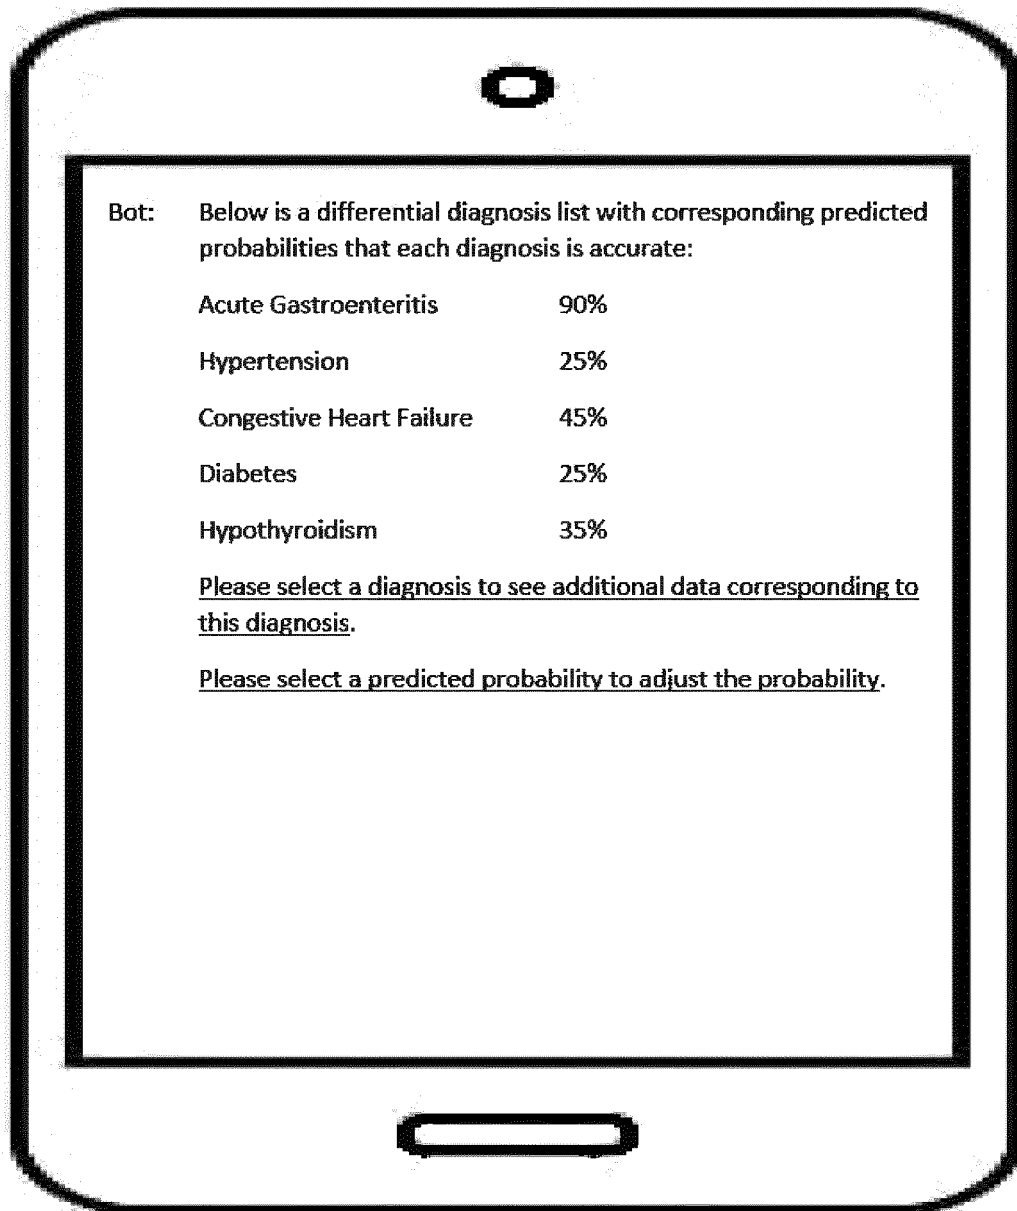 Bot: Below is a differential diagnosis list with corresponding predicted
probabilities that each diagnosis is accurate:
Acute Gastroenteritis 90%
Hypertension 25%
Congestive Heart Failure 45%
Diabetes 25%
Hypothyroidism 35%
Please select a diagnosis to see additional data corresponding to
this diagnosis.
Please select a predicted probability to adjust the probability.